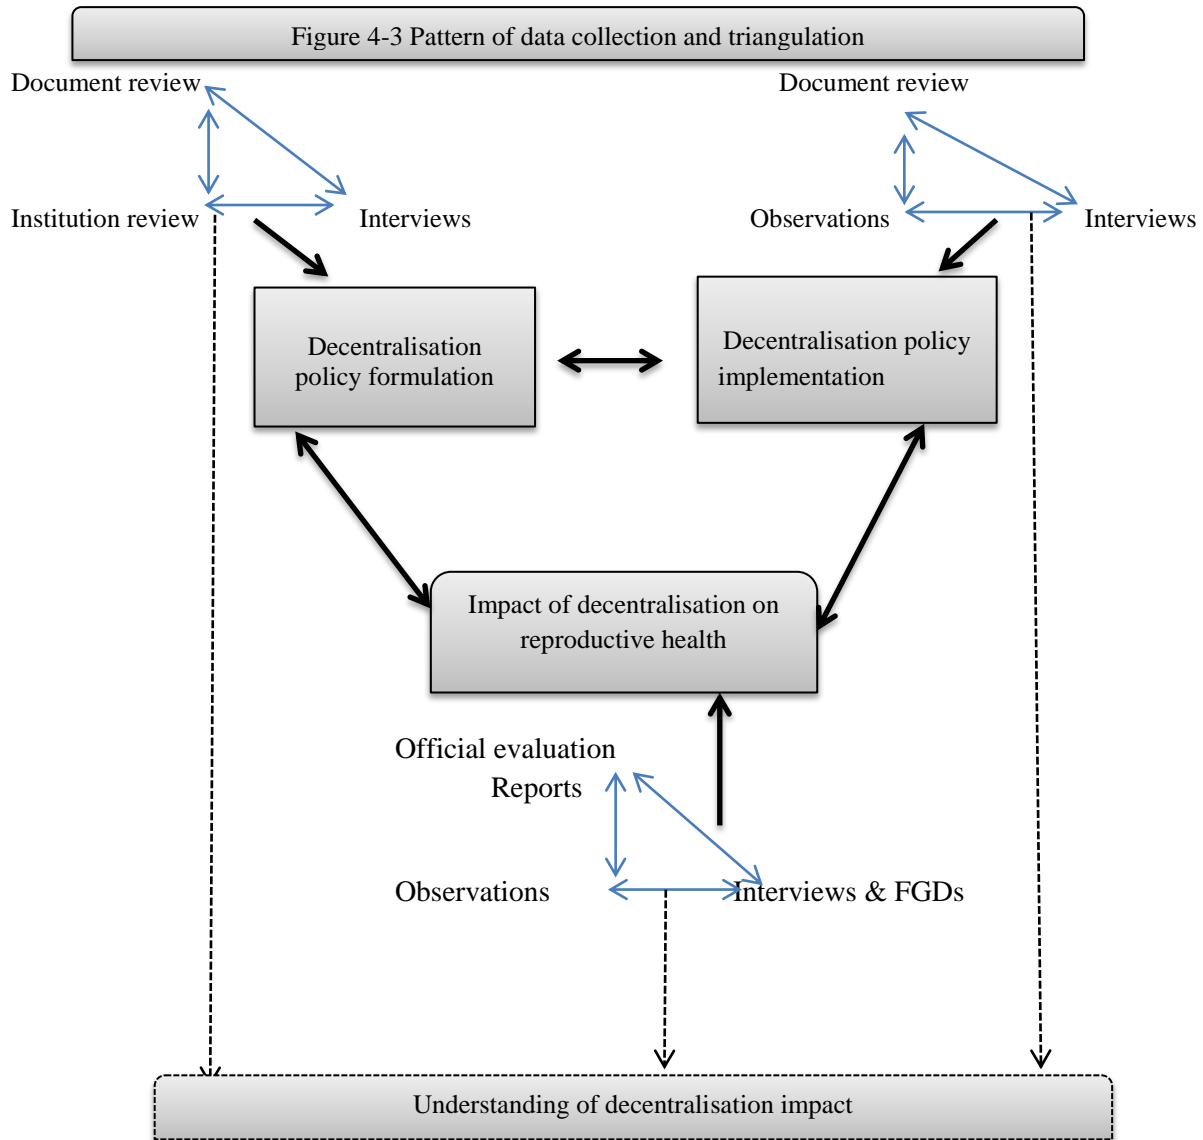 Figure 4-3 Pattern of data collection and triangulation
Document review
Document review
Institution review
Interviews
Observations
Interviews
Decentralisation
policy formulation
Decentralisation policy
implementation
Impact of decentralisation on
reproductive health
Official evaluation
Reports
Observations
Interviews & FGDs
Understanding of decentralisation impact